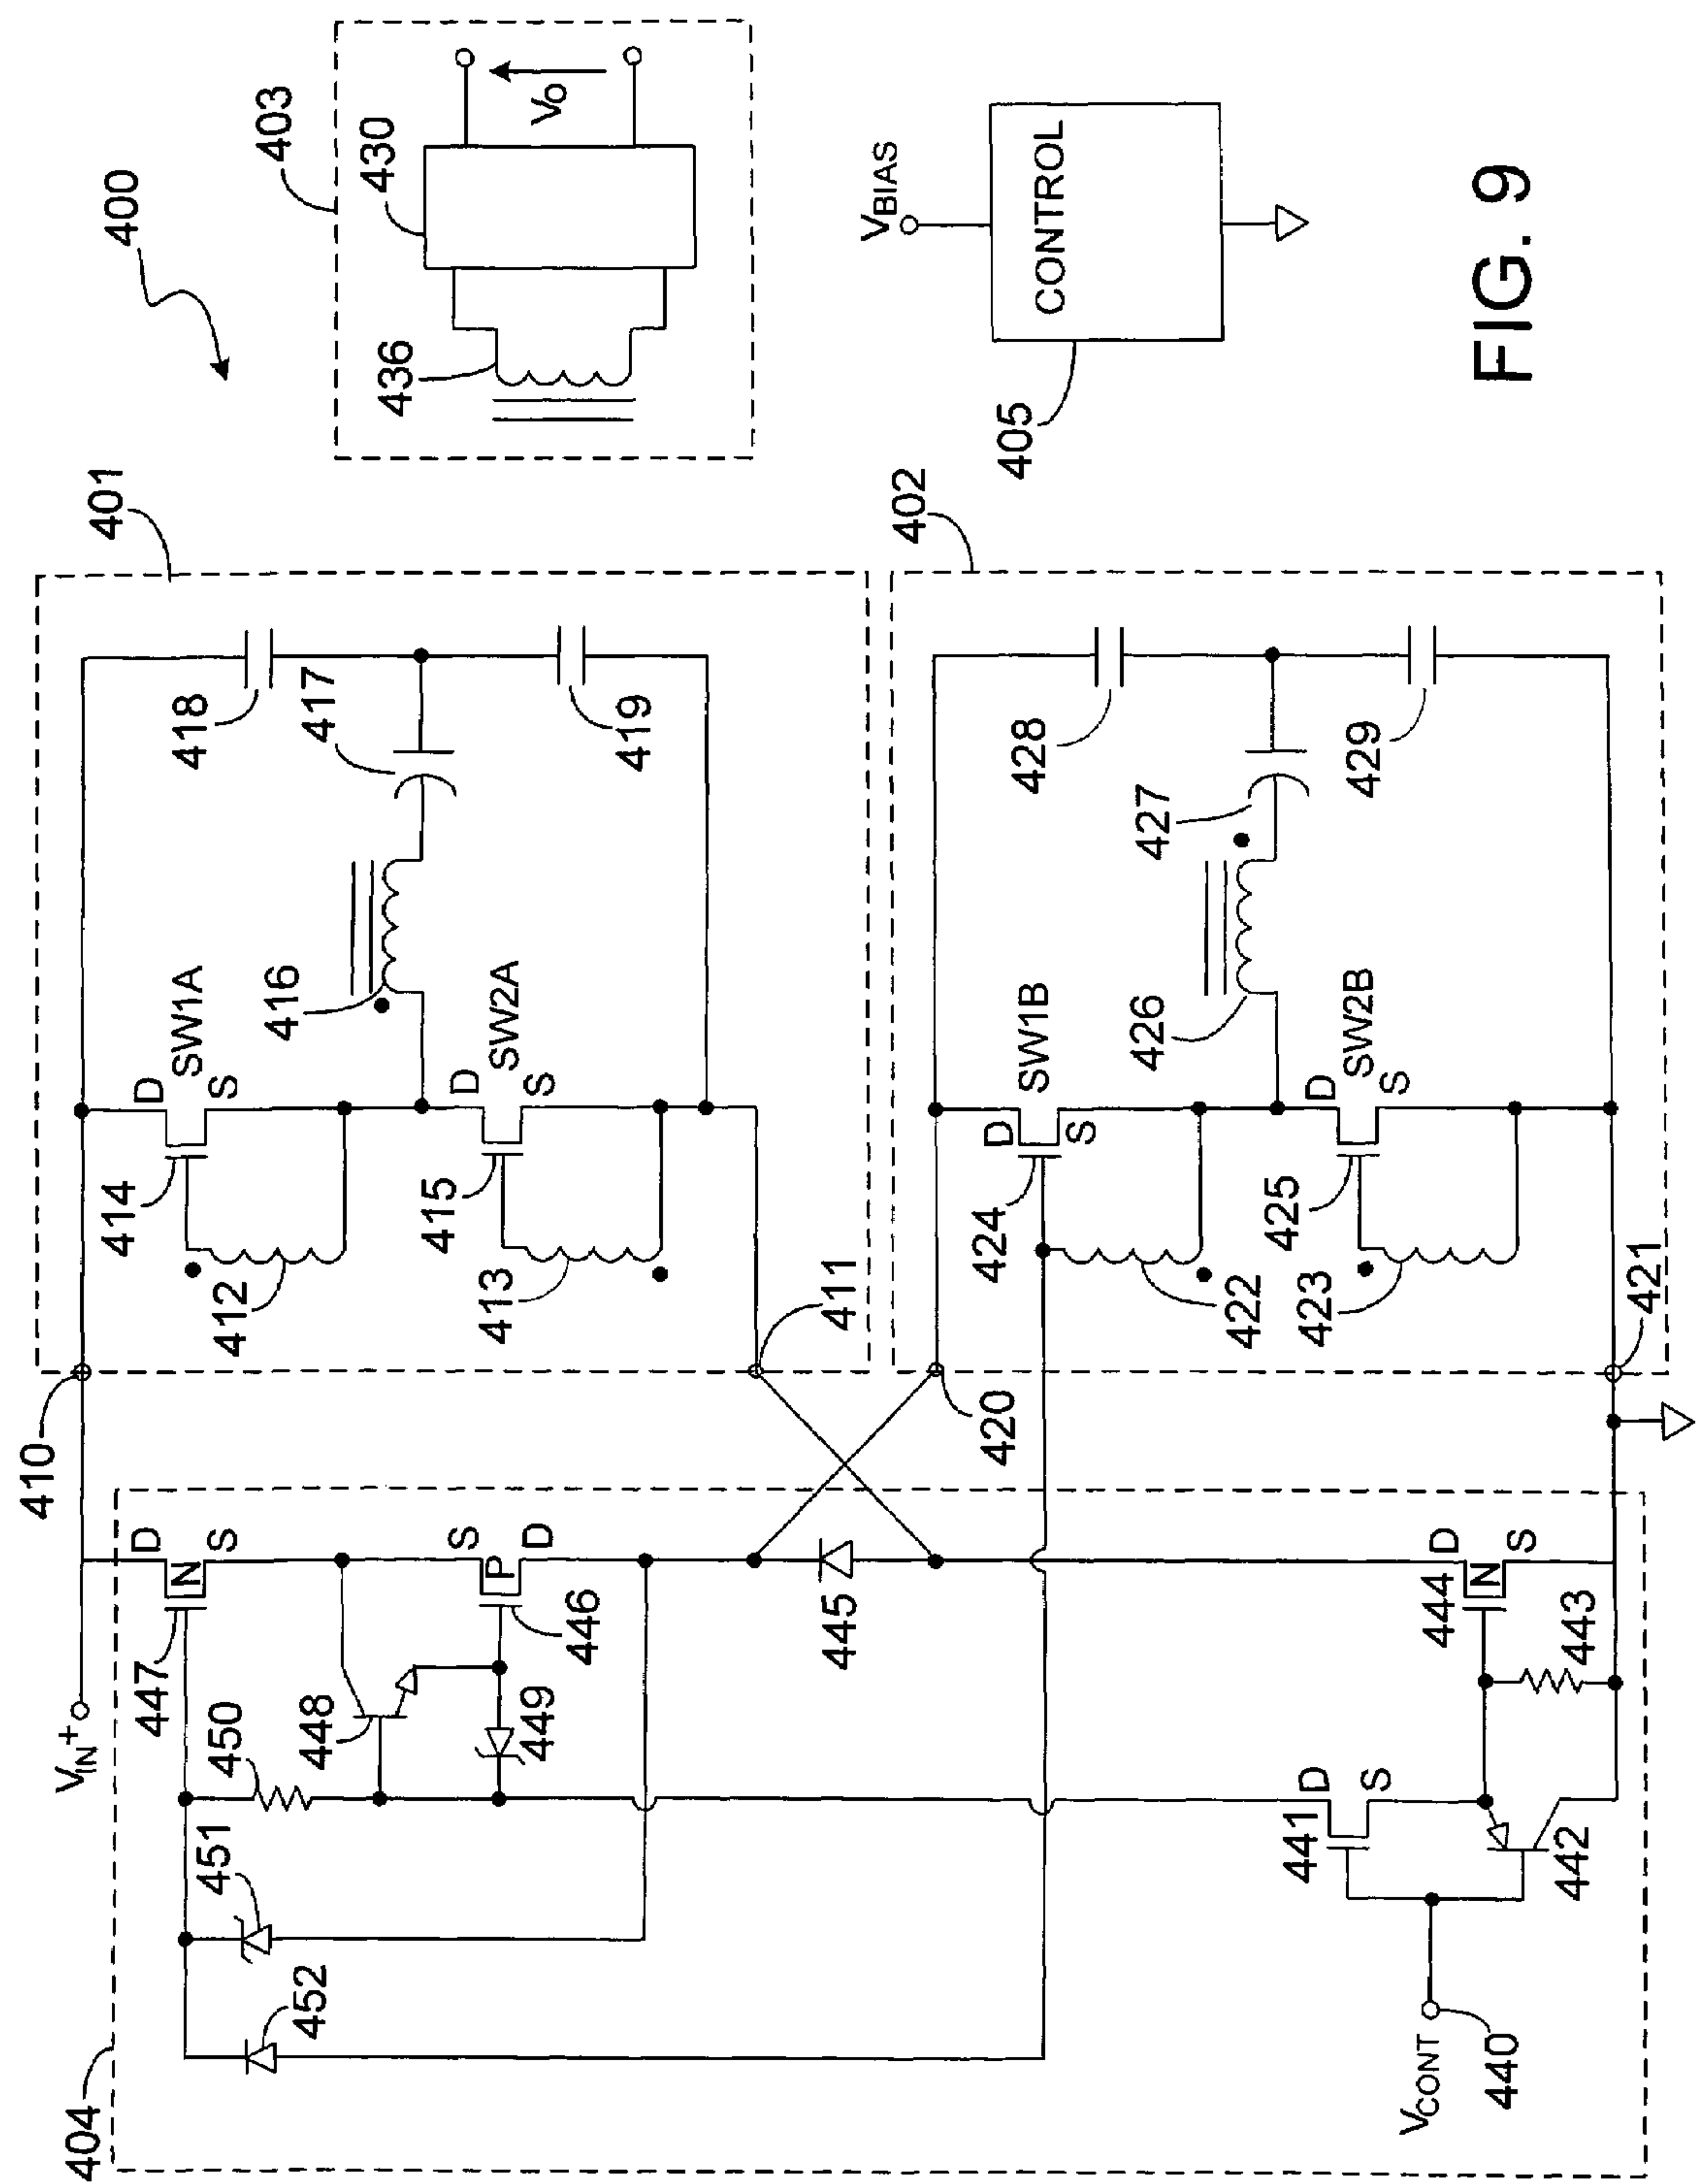 400
403
430
436
Vo
401
410
VIN+
404
447
D
N
S
450
451
452
448
449
S
P
D
446
445
414
D
SW1A
S
412
416
415
D
SW2A
S
413
411
418
417
419
402
420
424
D
S
SW1B
422
426
425
D
SW2B
S
423
421
428
427
429
VCONT
440
441
D
S
442
443
444
D
N
S
VBIAS
CONTROL
405
FIG. 9